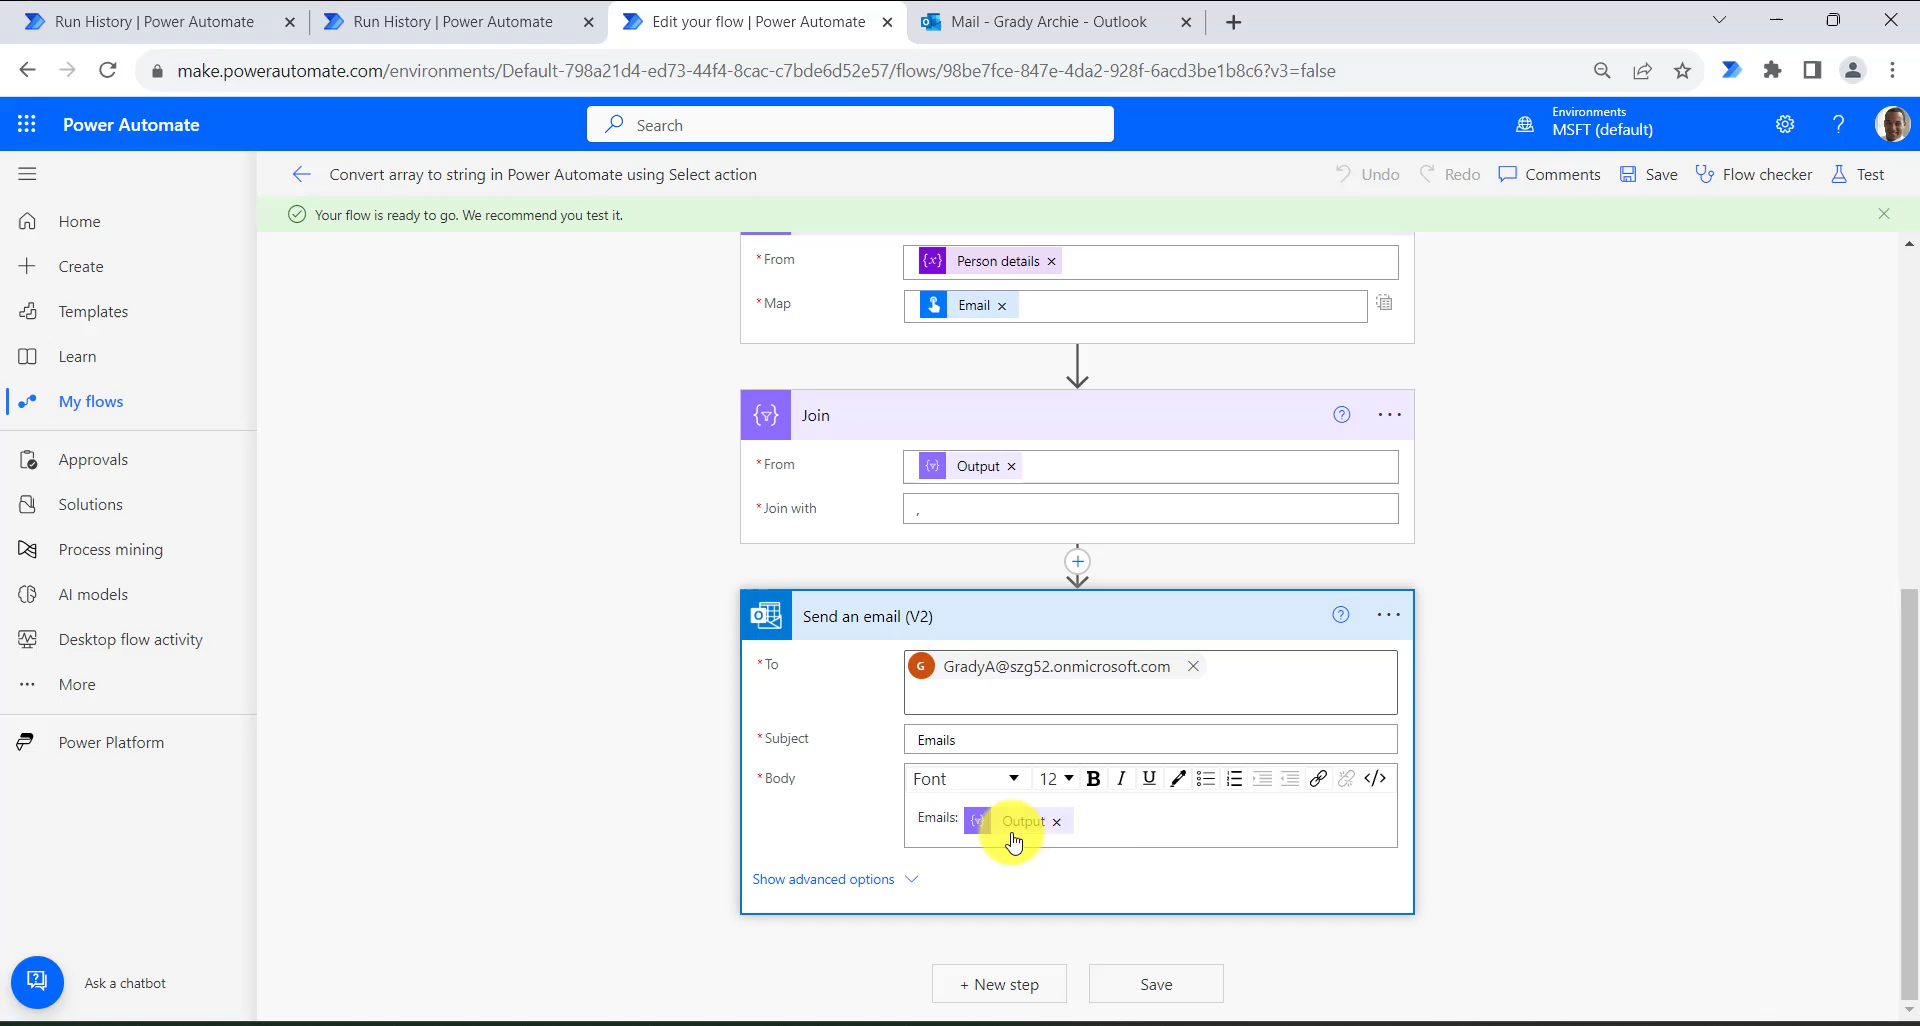 Run History | Power Automate
Run History | Power Automate
Edit your flow | Power Automate
Mail - Grady Archie - Outlook
make.powerautomate.com/environments/Default-798a21d4-ed73-44f4-8cac-c7bde6d52e57/flows/98be7fce-847e-4da2-928f-6acd3be1b8c6?v3=false
Power Automate
Search
Environments
MSFT (default)
Convert array to string in Power Automate using Select action
Undo
Redo
Comments
Save
Flow checker
Test
Your flow is ready to go. We recommend you test it.
Home
Create
Templates
Learn
My flows
Approvals
Solutions
Process mining
AI models
Desktop flow activity
More
Power Platform
Ask a chatbot
* From
{x} Person details
* Map
Email
Join
* From
Output
* Join with
,
Send an email (V2)
* To
G GradyA@szg52.onmicrosoft.com
* Subject
Emails
* Body
Font
12
B I U
</>
Emails: Output
Show advanced options
+ New step
Save